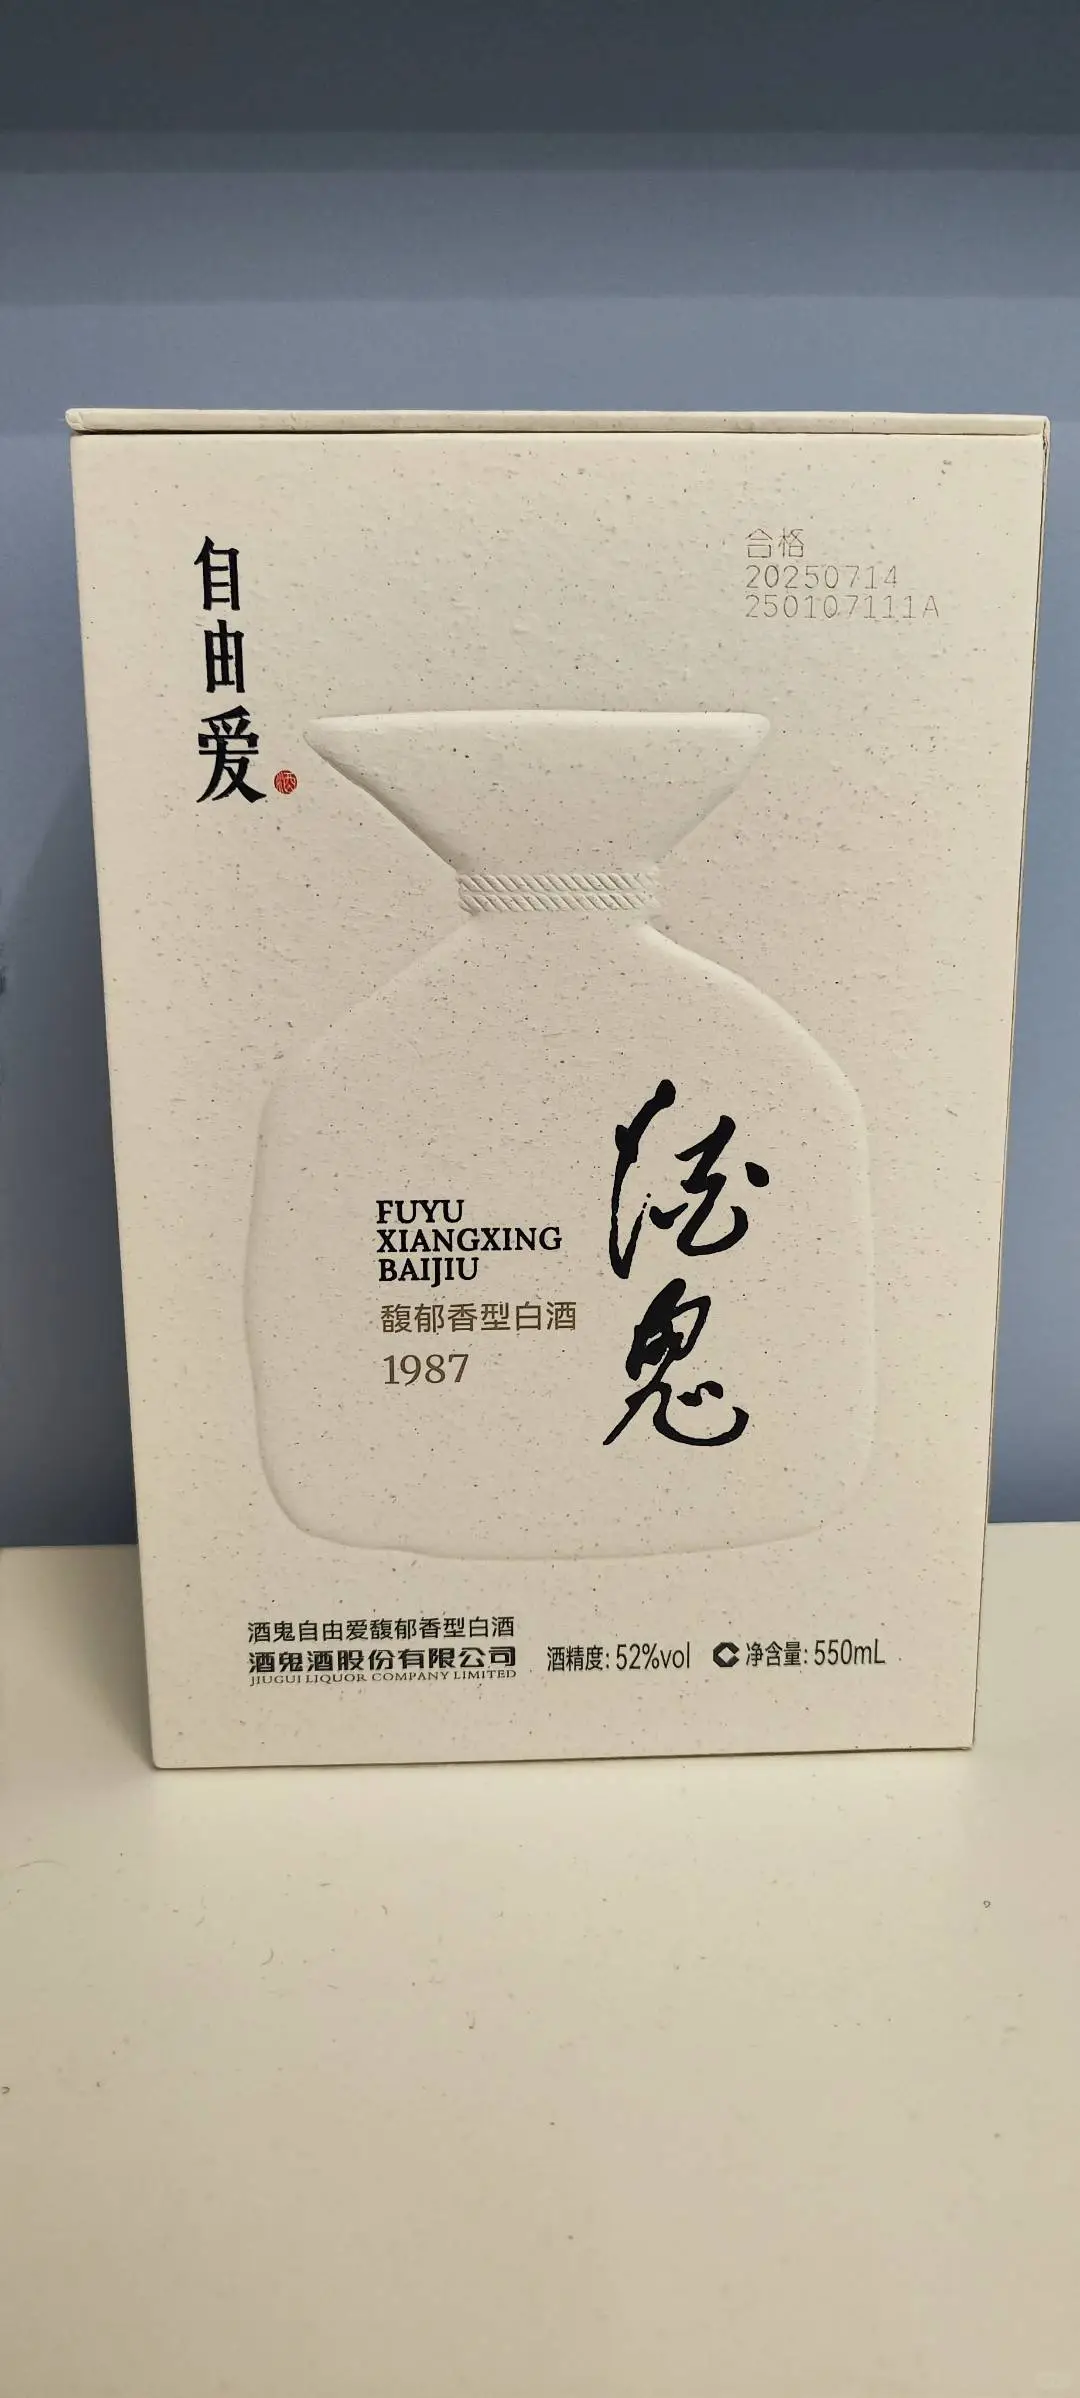 自由爱
合格
20250714
250107111A
酒鬼
FUYU
XIANGXING
BAIJIU
馥郁香型白酒
1987
酒鬼自由爱馥郁香型白酒
酒鬼酒股份有限公司
JIUGUI LIQUOR COMPANY LIMITED
酒精度: 52%vol
C 净含量: 550mL